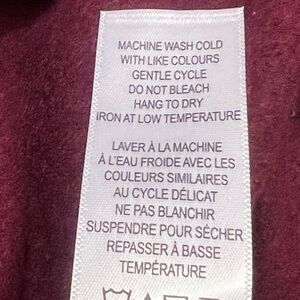 MACHINE WASH COLD
WITH LIKE COLOURS
GENTLE CYCLE
DO NOT BLEACH
HANG TO DRY
IRON AT LOW TEMPERATURE
LAVER À LA MACHINE
À L'EAU FROIDE AVEC LES
COULEURS SIMILAIRES
AU CYCLE DÉLICAT
NE PAS BLANCHIR
SUSPENDRE POUR SÉCHER
REPASSER À BASSE
TEMPÉRATURE